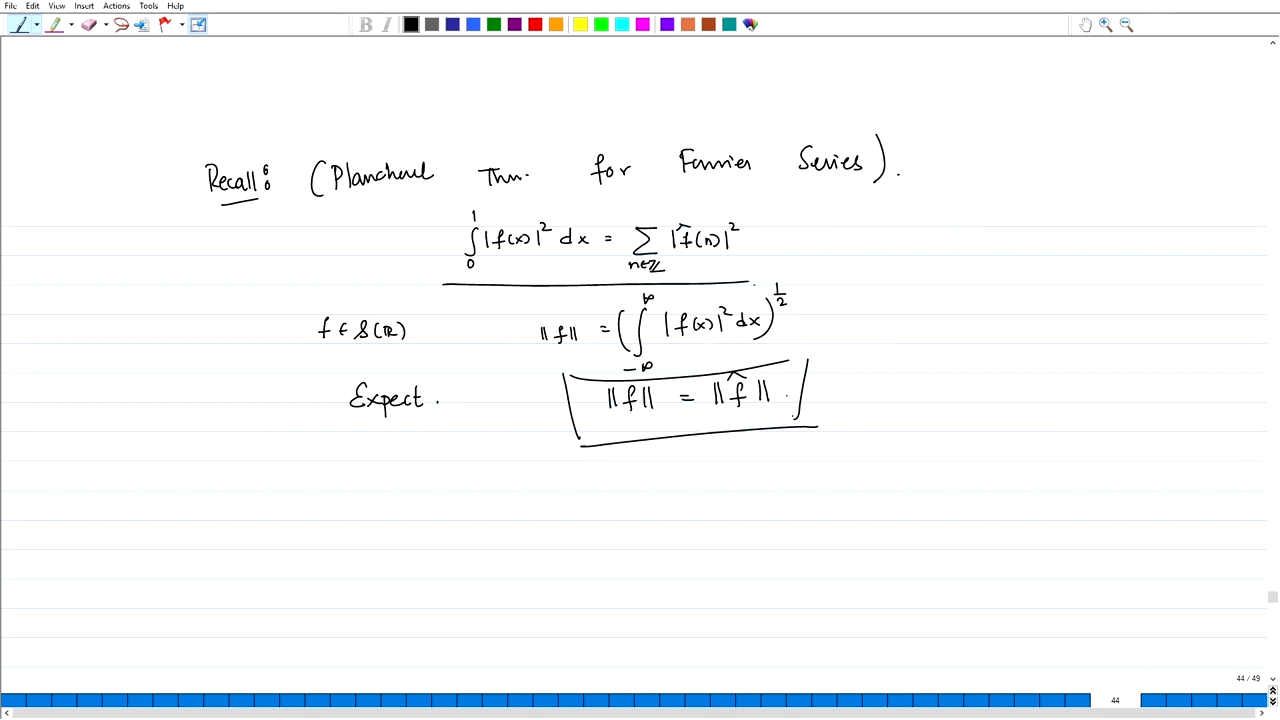 File Edit View Insert Actions Tools Help
B I
Recall: (Plancherel Thm. for Fourier Series).
∫₀¹ |f(x)|² dx = ∑_{n∈ℤ} |f̂(n)|²
f ∈ S(ℝ) ‖f‖ = (∫_{-∞}^{∞} |f(x)|² dx)^{1/2}
Expect. ‖f‖ = ‖f̂‖.
44 / 49
44